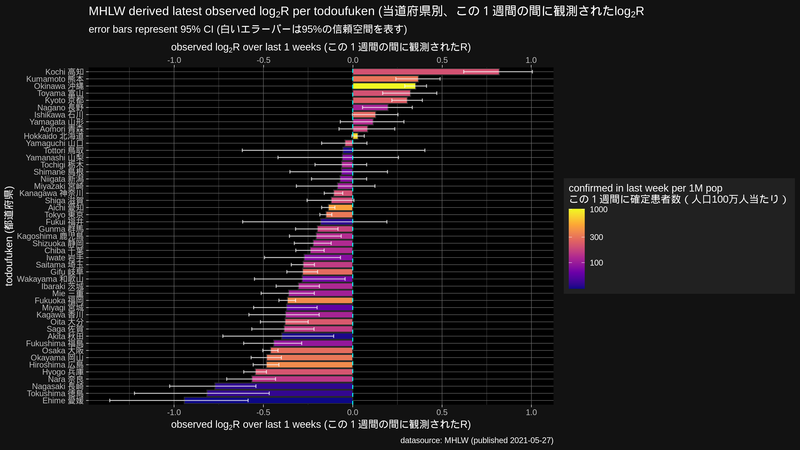 MHLW derived latest observed log₂R per todoufuken (当道府県別、この１週間の間に観測されたlog₂R
error bars represent 95% CI (白いエラーバーは95%の信頼空間を表す)
observed log₂R over last 1 weeks (この１週間の間に観測されたR)
-1.0 -0.5 0.0 0.5 1.0
todoufuken (都道府県)
Kochi 高知
Kumamoto 熊本
Okinawa 沖縄
Toyama 富山
Kyoto 京都
Nagano 長野
Ishikawa 石川
Yamagata 山形
Aomori 青森
Hokkaido 北海道
Yamaguchi 山口
Tottori 鳥取
Yamanashi 山梨
Tochigi 栃木
Shimane 島根
Niigata 新潟
Miyazaki 宮崎
Kanagawa 神奈川
Shiga 滋賀
Aichi 愛知
Tokyo 東京
Fukui 福井
Gunma 群馬
Kagoshima 鹿児島
Shizuoka 静岡
Chiba 千葉
Iwate 岩手
Saitama 埼玉
Gifu 岐阜
Wakayama 和歌山
Ibaraki 茨城
Mie 三重
Fukuoka 福岡
Miyagi 宮城
Kagawa 香川
Oita 大分
Saga 佐賀
Akita 秋田
Fukushima 福島
Osaka 大阪
Okayama 岡山
Hiroshima 広島
Hyogo 兵庫
Nara 奈良
Nagasaki 長崎
Tokushima 徳島
Ehime 愛媛
-1.0 -0.5 0.0 0.5 1.0
observed log₂R over last 1 weeks (この１週間の間に観測されたR)
datasource: MHLW (published 2021-05-27)
confirmed in last week per 1M pop
この１週間に確定患者数 ( 人口100万人当たり )
1000
300
100